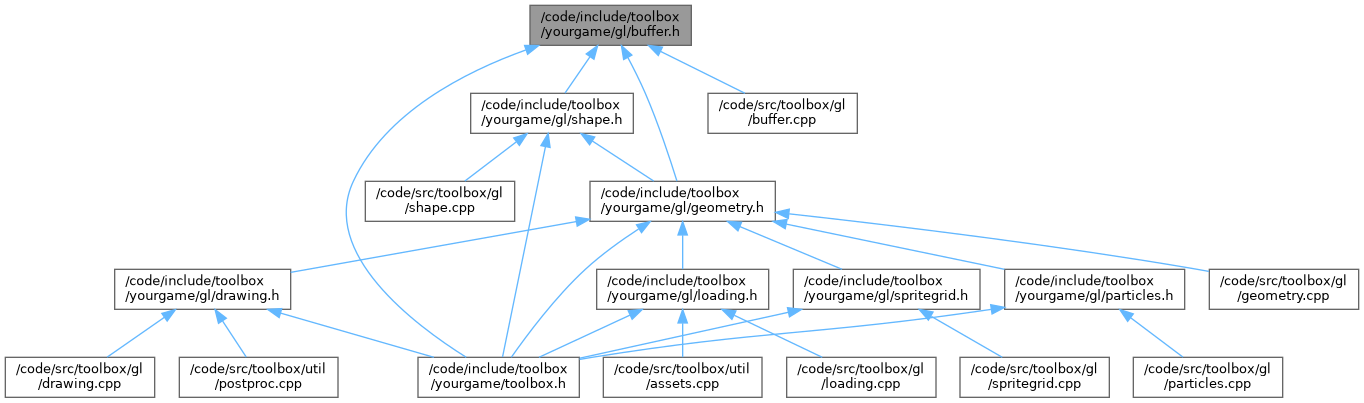 /code/include/toolbox
/yourgame/gl/buffer.h
/code/include/toolbox
/yourgame/gl/shape.h
/code/src/toolbox/gl
/buffer.cpp
/code/src/toolbox/gl
/shape.cpp
/code/include/toolbox
/yourgame/gl/geometry.h
/code/include/toolbox
/yourgame/gl/drawing.h
/code/include/toolbox
/yourgame/gl/loading.h
/code/include/toolbox
/yourgame/gl/spritegrid.h
/code/include/toolbox
/yourgame/gl/particles.h
/code/src/toolbox/gl
/geometry.cpp
/code/src/toolbox/gl
/drawing.cpp
/code/src/toolbox/util
/postproc.cpp
/code/include/toolbox
/yourgame/toolbox.h
/code/src/toolbox/util
/assets.cpp
/code/src/toolbox/gl
/loading.cpp
/code/src/toolbox/gl
/spritegrid.cpp
/code/src/toolbox/gl
/particles.cpp